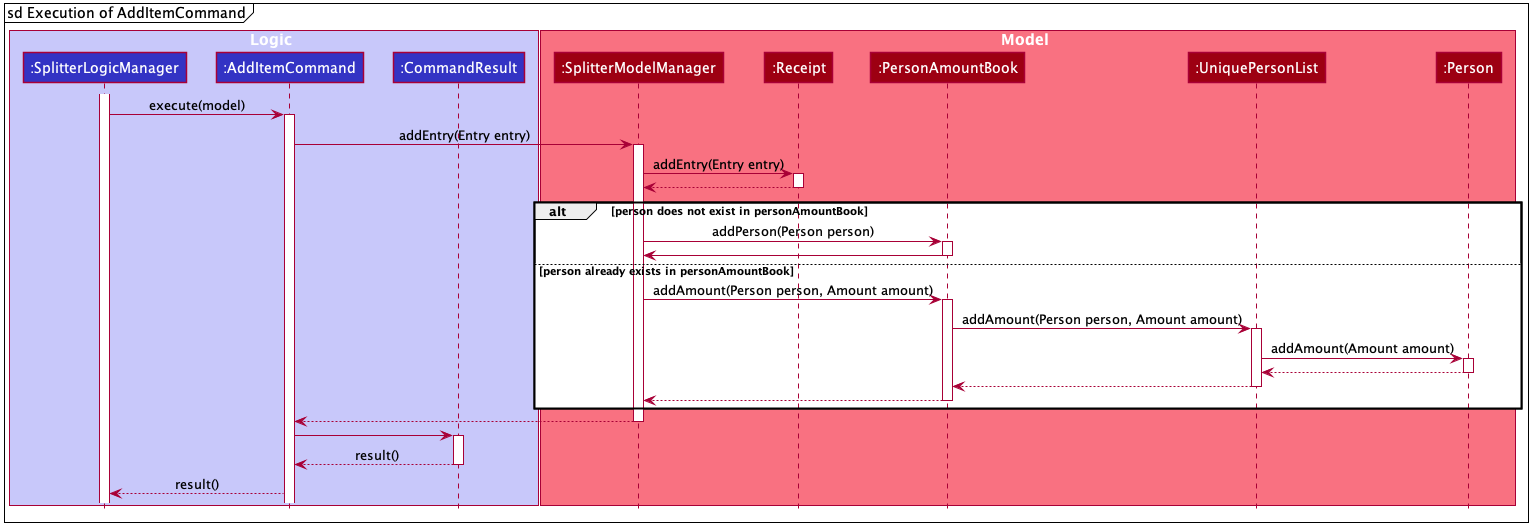 sd Execution of AddItemCommand
Logic
Model
:SplitterLogicManager
:AddItemCommand
:CommandResult
:SplitterModelManager
:Receipt
:PersonAmountBook
:UniquePersonList
:Person
execute(model)
addEntry(Entry entry)
addEntry(Entry entry)
alt
[person does not exist in personAmountBook]
addPerson(Person person)
[person already exists in personAmountBook]
addAmount(Person person, Amount amount)
addAmount(Person person, Amount amount)
addAmount(Amount amount)
result()
result()